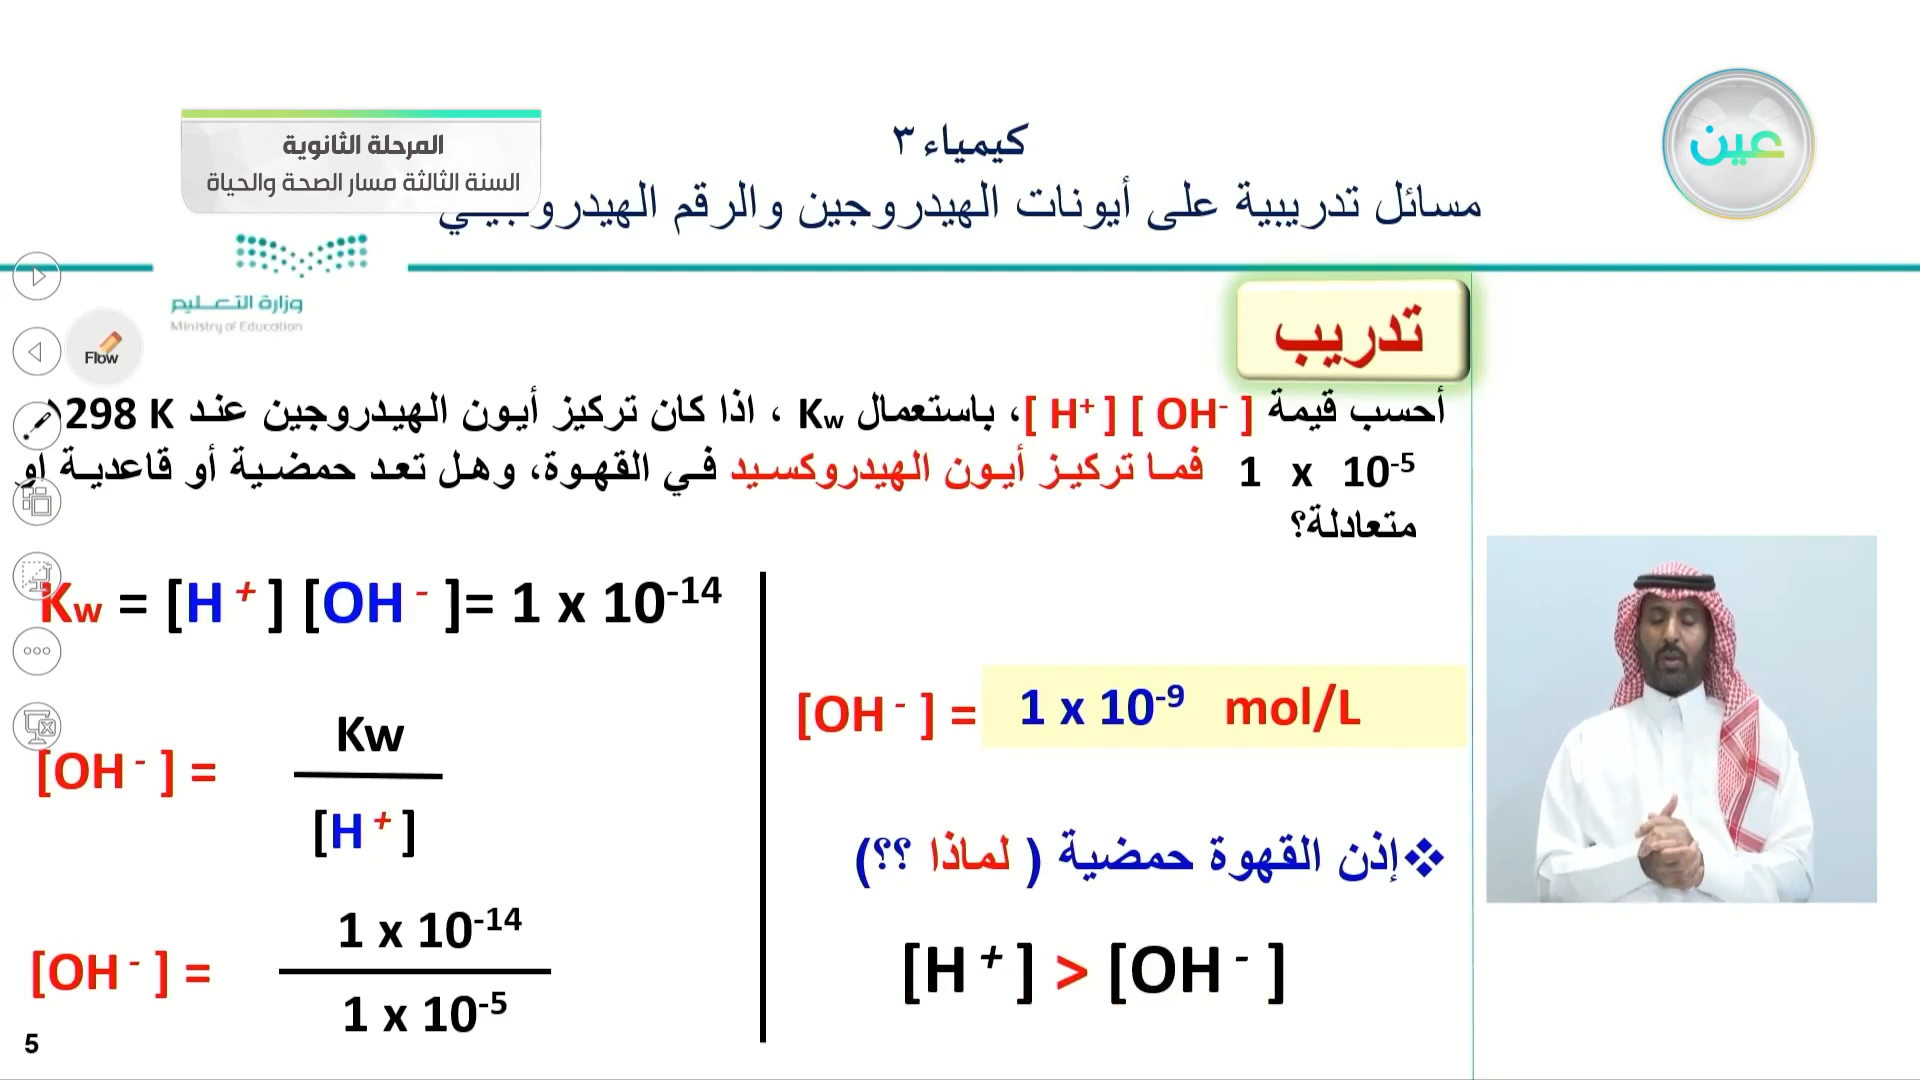 المرحلة الثانوية
السنة الثالثة مسار الصحة والحياة
كيمياء ٣
عين
مسائل تدريبية على أيونات الهيدروجين والرقم الهيدروجيني
وزارة التعليم
Ministry of Education
Flow
تدريب
أحسب قيمة [ H⁺ ] [ OH⁻ ]، باستعمال Kw ، اذا كان تركيز أيون الهيدروجين عند 298 K
1 x 10⁻⁵ فما تركيز أيون الهيدروكسيد في القهوة، وهل تعد حمضية أو قاعدية او
متعادلة؟
Kw = [H⁺] [OH⁻]= 1 x 10⁻¹⁴
[OH⁻] = Kw
[H⁺]
[OH⁻] = 1 x 10⁻¹⁴
1 x 10⁻⁵
[OH⁻] = 1 x 10⁻⁹ mol/L
❖إذن القهوة حمضية ( لماذا ؟؟)
[H⁺] > [OH⁻]
5